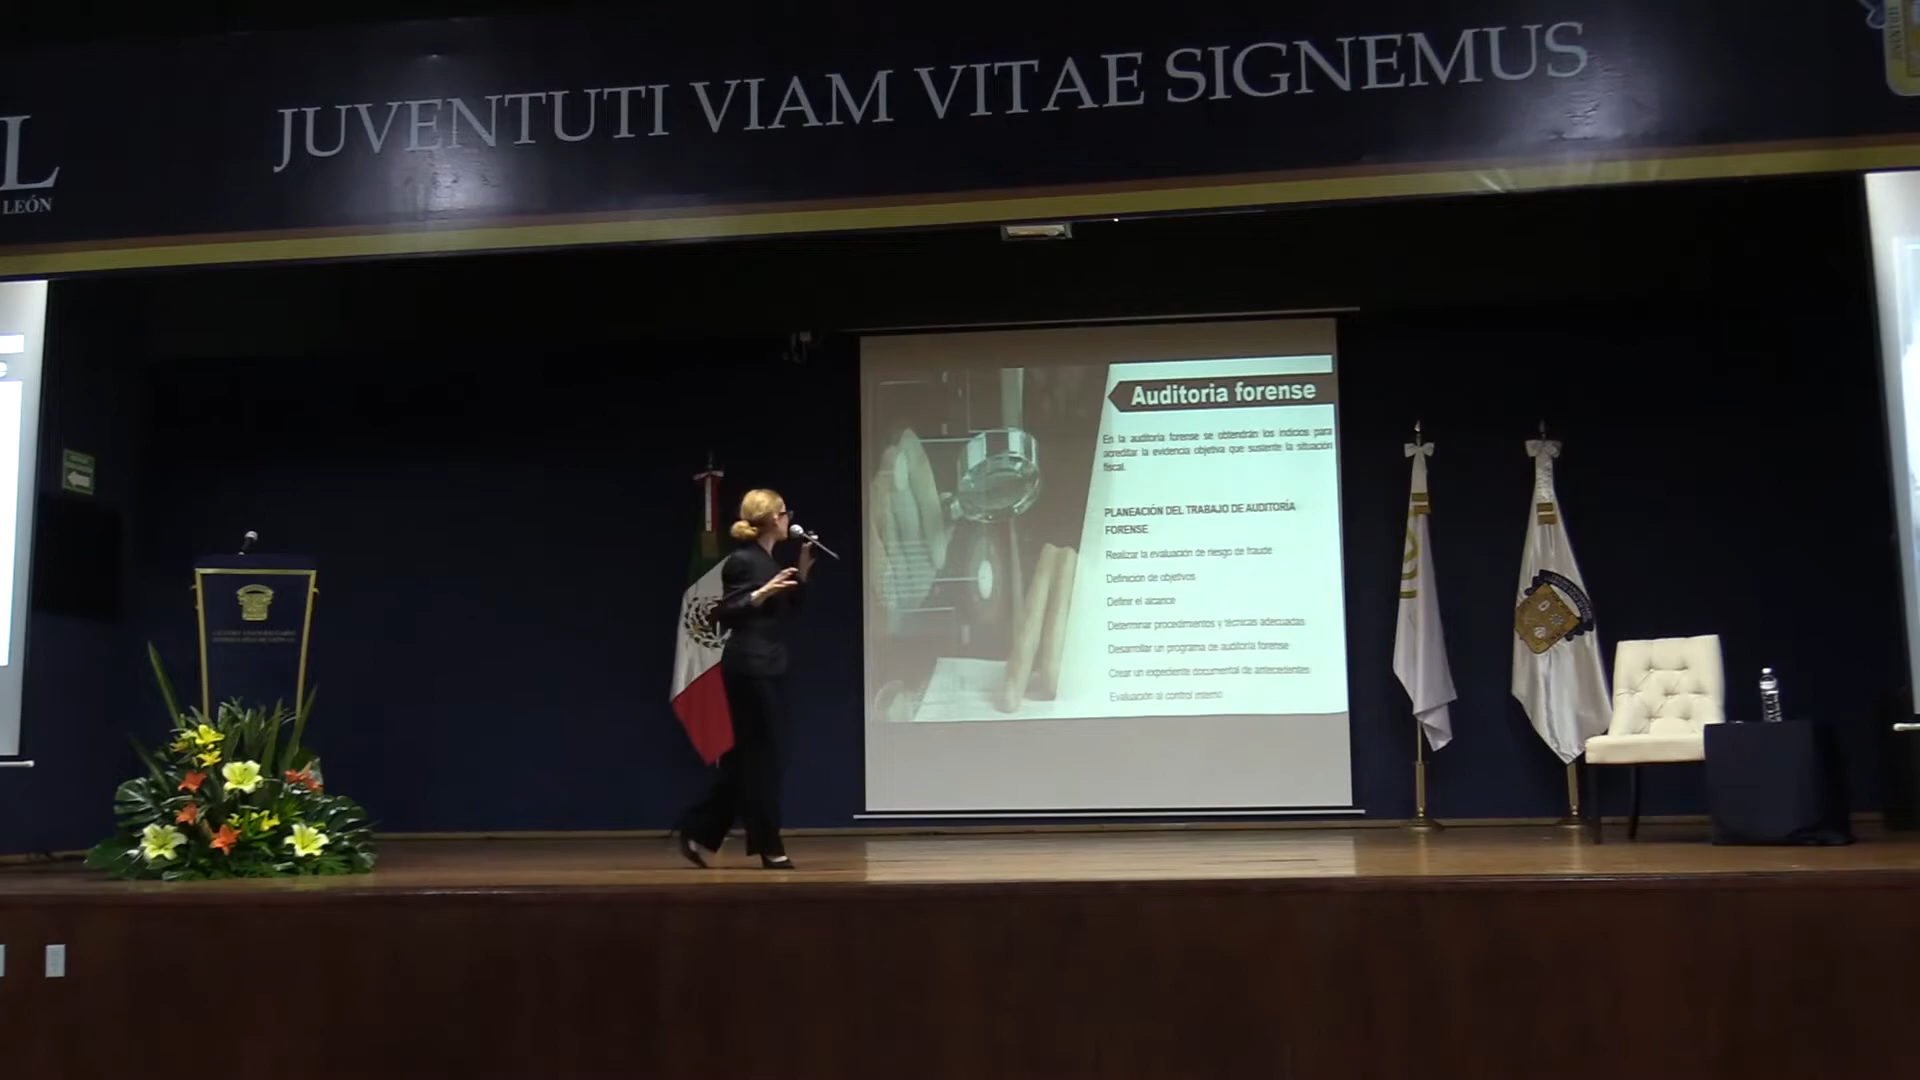 JUVENTUTI VIAM VITAE SIGNEMUS
L
LEÓN
Auditoria forense
En la auditoría forense se obtendrán los indicios para
acreditar la evidencia objetiva que sustente la situación
fiscal.
PLANEACIÓN DEL TRABAJO DE AUDITORÍA
FORENSE
Realizar la evaluación de riesgo de fraude
Definición de objetivos
Definir el alcance
Determinar procedimientos y técnicas adecuadas
Desarrollar un programa de auditoría forense
Crear un expediente documental de antecedentes
Evaluación al control interno